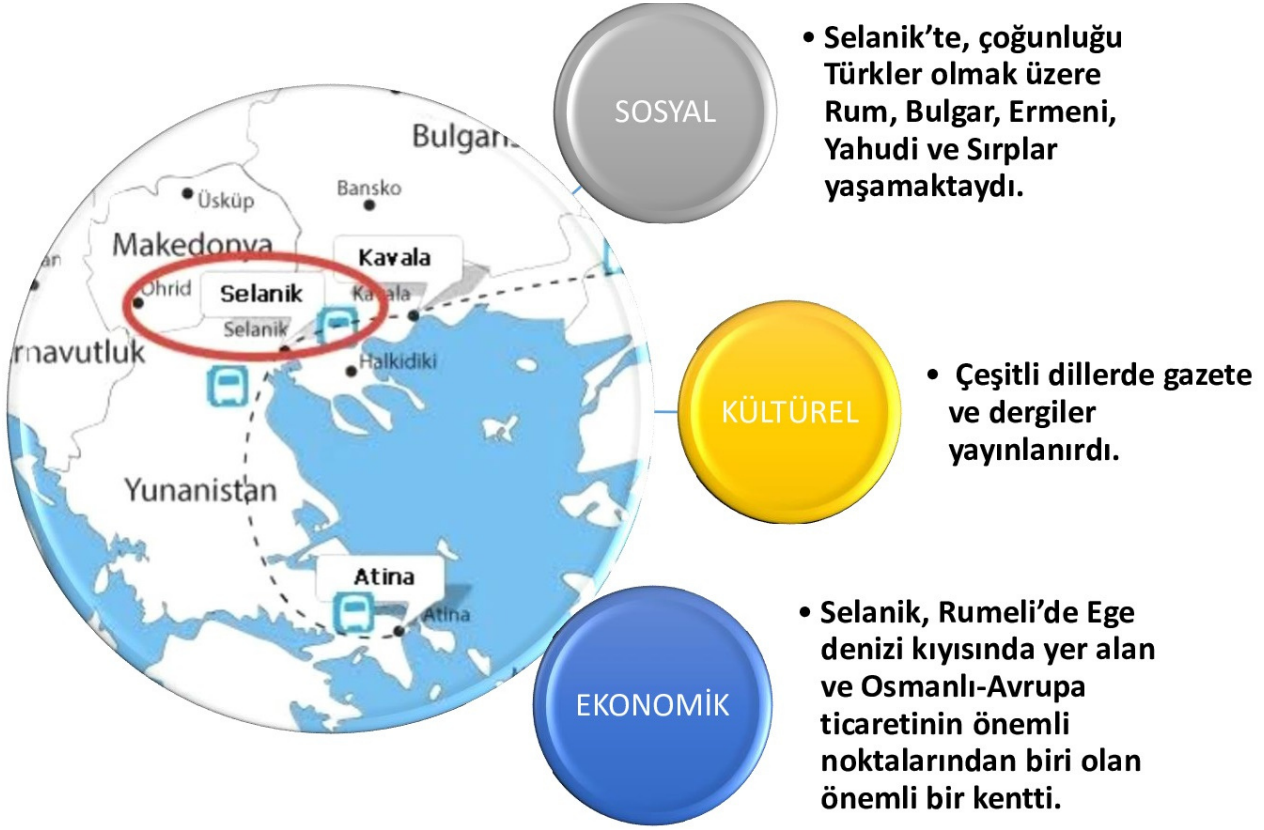 SOSYAL
• Selanik’te, çoğunluğu
Türkler olmak üzere
Rum, Bulgar, Ermeni,
Yahudi ve Sırplar
yaşamaktaydı.
KÜLTÜREL
• Çeşitli dillerde gazete
ve dergiler
yayınlanırdı.
EKONOMİK
• Selanik, Rumeli’de Ege
denizi kıyısında yer alan
ve Osmanlı-Avrupa
ticaretinin önemli
noktalarından biri olan
önemli bir kentti.
Bulgaris
Bansko
Üsküp
Makedonya
Kavala
Ohrid
Selanik
Kavala
Selanik
rnavutluk
Halkidiki
Yunanistan
Atina
Atina